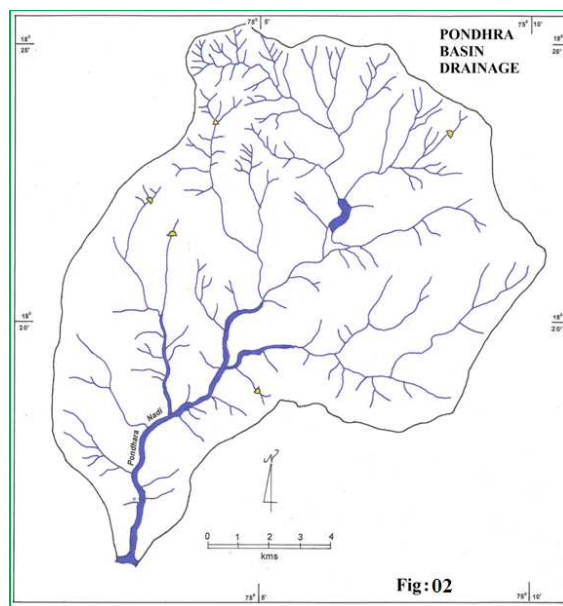 75° 5'
75° 10'
18°
25'
18°
25'
PONDHRA
BASIN
DRAINAGE
18°
20'
18°
20'
Pondhara Nadi
N
0 1 2 3 4
kms
75° 5'
75° 10'
Fig:02